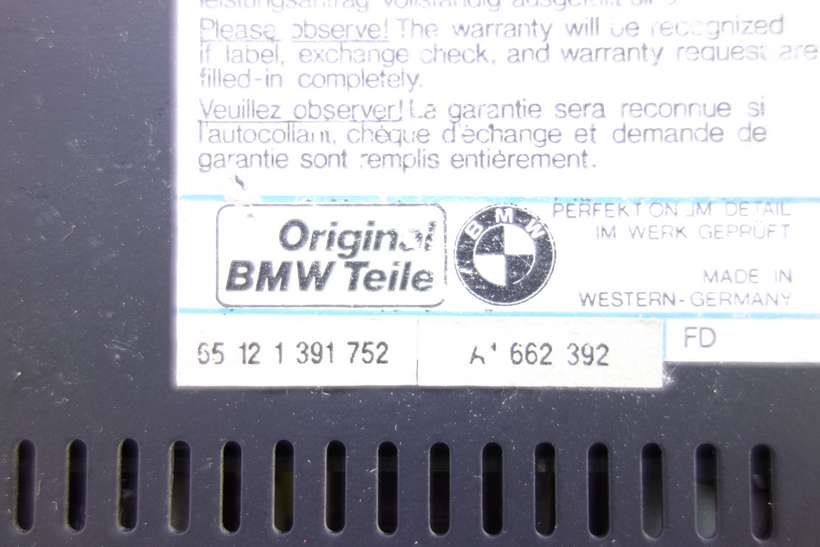 leistungsantrag vollständig ausgefüllt
Please observe! The warranty will be recognized
if label, exchange check, and warranty request are
filled-in completely.
Veuillez observer! La garantie sera reconnue si
l'autocollant, chèque d'échange et demande de
garantie sont remplis entièrement.
Original
BMW Teile
BMW
PERFEKTION IM DETAIL
IM WERK GEPRÜFT
MADE IN
WESTERN-GERMANY
65 12 1 391 752
662 392
FD